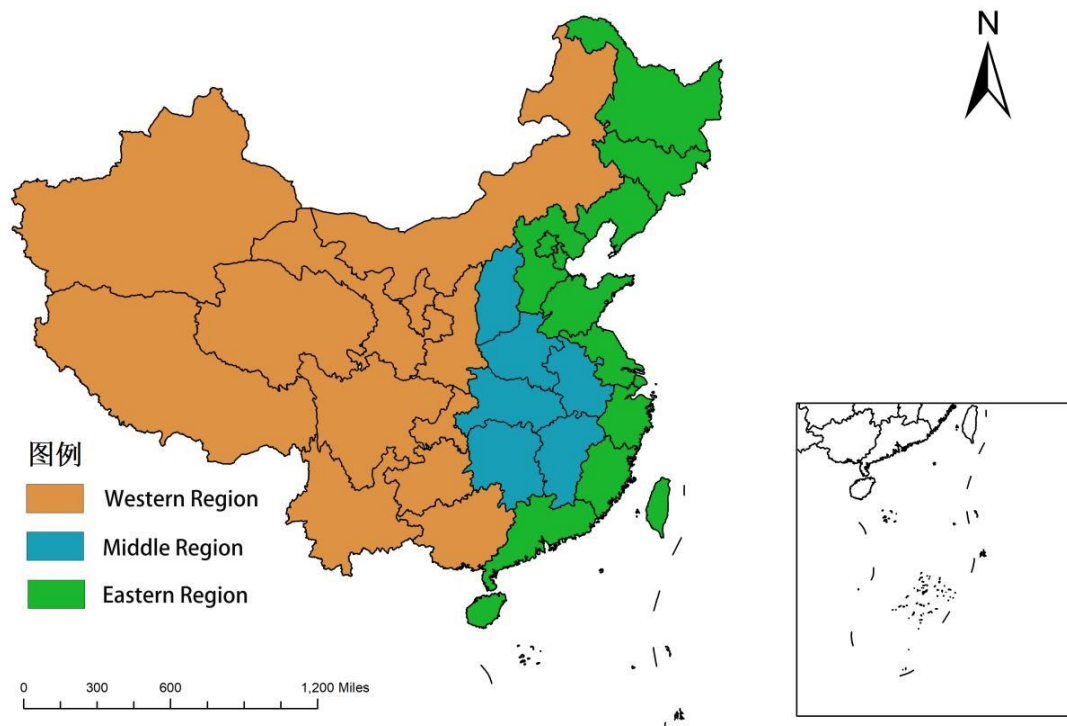 N
图例
Western Region
Middle Region
Eastern Region
0 300 600 1,200 Miles